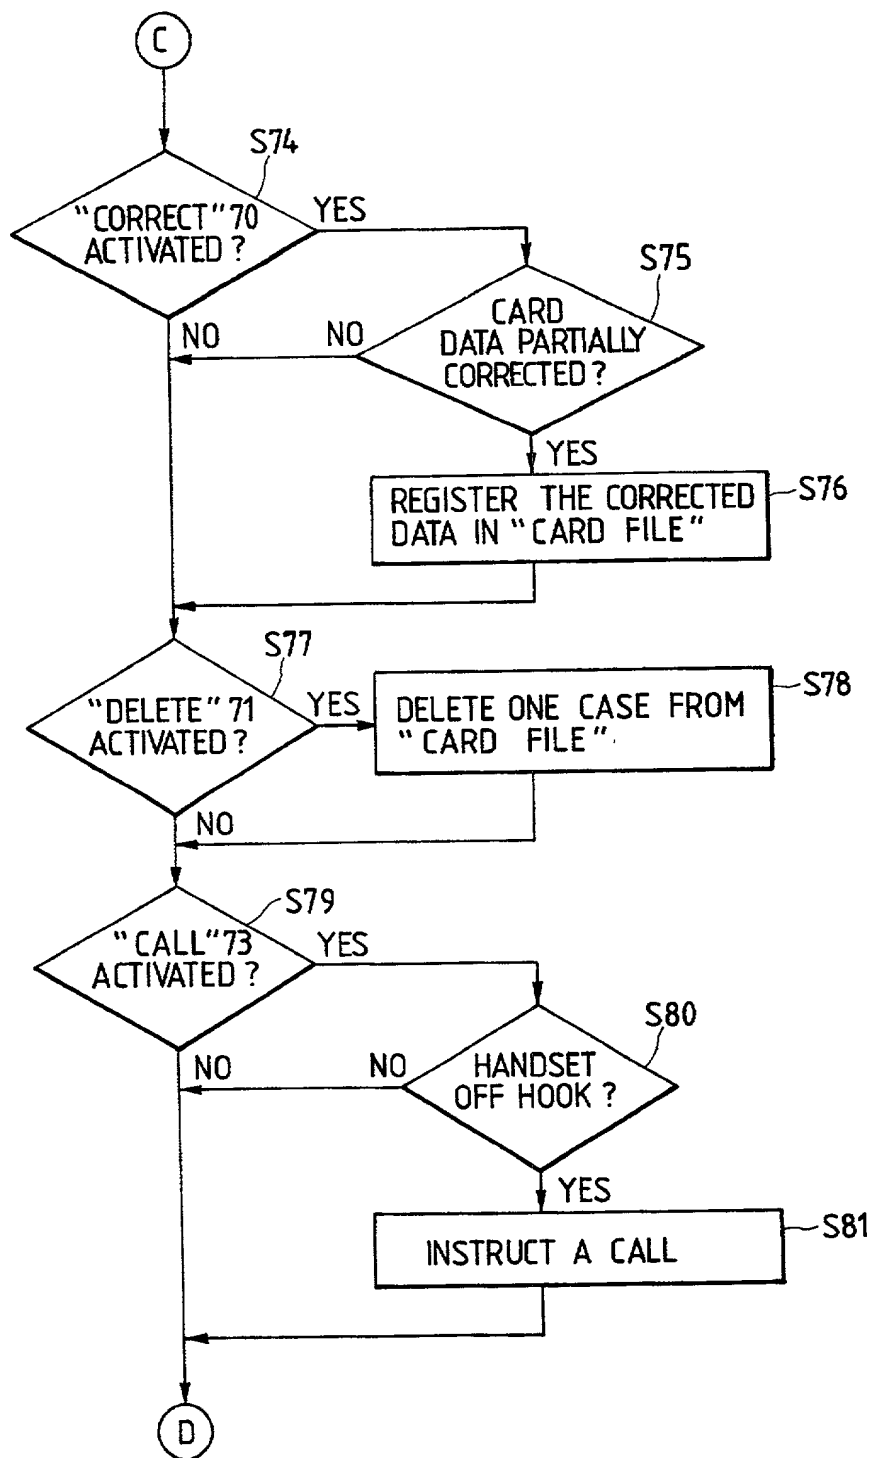 C
S74
"CORRECT" 70
ACTIVATED ?
YES
NO
S75
CARD
DATA PARTIALLY
CORRECTED ?
NO
YES
S76
REGISTER THE CORRECTED
DATA IN "CARD FILE"
S77
"DELETE" 71
ACTIVATED ?
YES
NO
S78
DELETE ONE CASE FROM
"CARD FILE".
S79
"CALL" 73
ACTIVATED ?
YES
NO
S80
HANDSET
OFF HOOK ?
NO
YES
S81
INSTRUCT A CALL
D